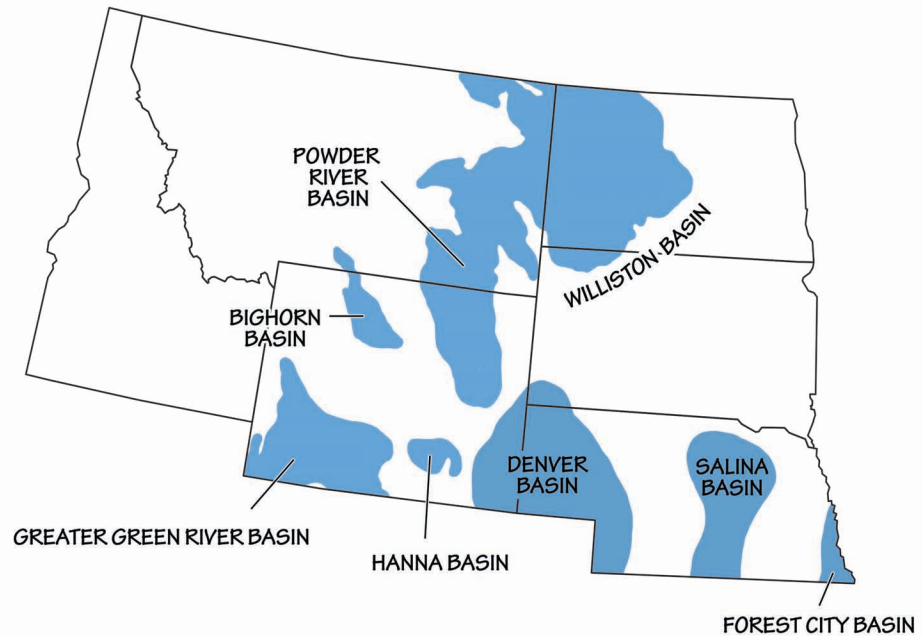 POWDER
RIVER
BASIN
WILLISTON BASIN
BIGHORN
BASIN
DENVER
BASIN
SALINA
BASIN
GREATER GREEN RIVER BASIN
HANNA BASIN
FOREST CITY BASIN